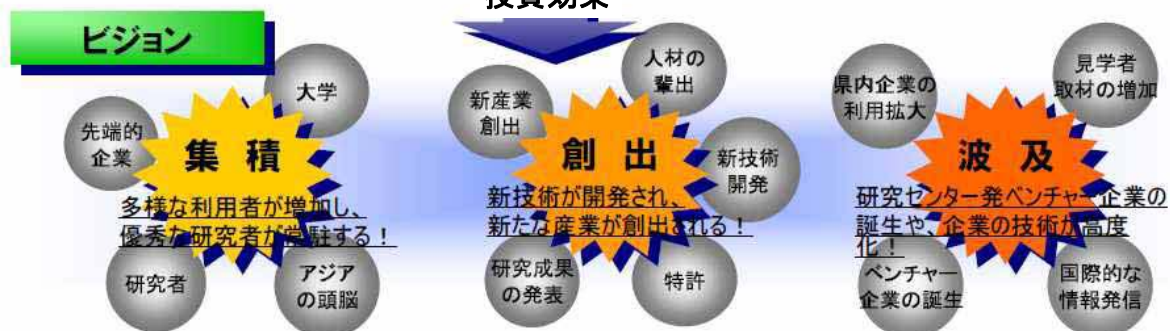 投資効果
ビジョン
大学
先端的
企業
集積
多様な利用者が増加し、
優秀な研究者が常駐する！
研究者
アジア
の頭脳
人材の
輩出
新産業
創出
創出
新技術
開発
新技術が開発され、
新たな産業が創出される！
研究成果
の発表
特許
県内企業の
利用拡大
見学者
取材の増加
波及
研究センター発ベンチャー企業の
誕生や、企業の技術が高度
化！
ベンチャー
企業の誕生
国際的な
情報発信